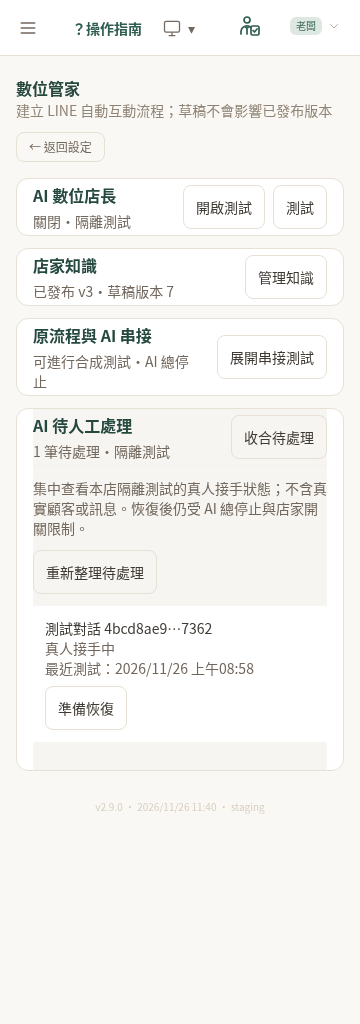 ？操作指南 ▼ 老闆
數位管家
建立 LINE 自動互動流程；草稿不會影響已發布版本
← 返回設定
AI 數位店長
關閉・隔離測試
開啟測試 測試
店家知識
已發布 v3・草稿版本 7
管理知識
原流程與 AI 串接
可進行合成測試・AI 總停
止
展開串接測試
AI 待人工處理
1 筆待處理・隔離測試
收合待處理
集中查看本店隔離測試的真人接手狀態；不含真
實顧客或訊息。恢復後仍受 AI 總停止與店家開
關限制。
重新整理待處理
測試對話 4bcd8ae9…7362
真人接手中
最近測試：2026/11/26 上午08:58
準備恢復
v2.9.0 ・ 2026/11/26 11:40 ・ staging